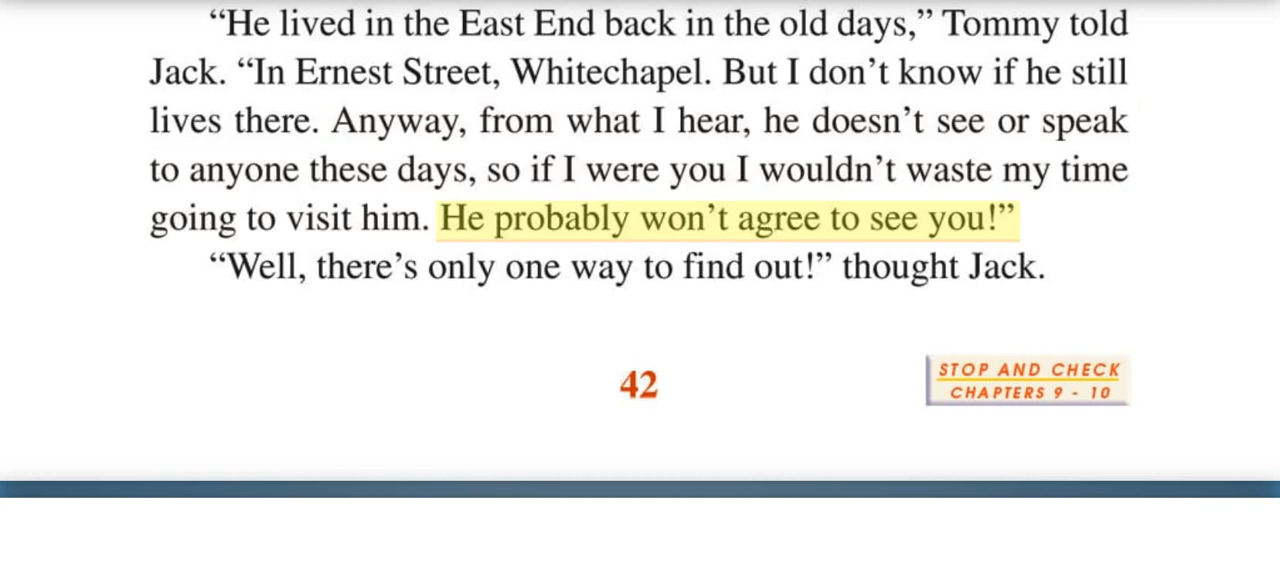 “He lived in the East End back in the old days,” Tommy told
Jack. “In Ernest Street, Whitechapel. But I don’t know if he still
lives there. Anyway, from what I hear, he doesn’t see or speak
to anyone these days, so if I were you I wouldn’t waste my time
going to visit him. He probably won’t agree to see you!”
“Well, there’s only one way to find out!” thought Jack.
42
STOP AND CHECK
CHAPTERS 9 - 10